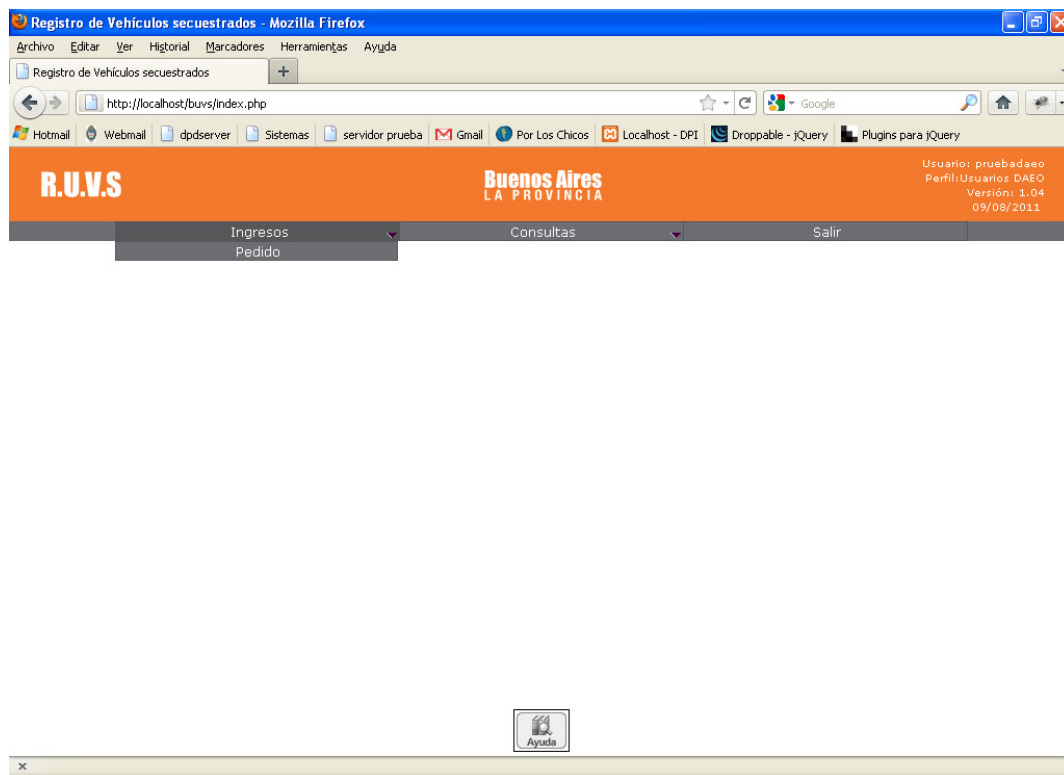 Registro de Vehículos secuestrados - Mozilla Firefox
Archivo Editar Ver Historial Marcadores Herramientas Ayuda
Registro de Vehículos secuestrados
http://localhost/buvs/index.php
Google
Hotmail Webmail dpdserver Sistemas servidor prueba Gmail Por Los Chicos Localhost - DPI Droppable - jQuery Plugins para jQuery
R.U.V.S
Buenos Aires
LA PROVINCIA
Usuario: pruebadaeo
Perfil:Usuarios DAEO
Versión: 1.04
09/08/2011
Ingresos Consultas Salir
Pedido
Ayuda